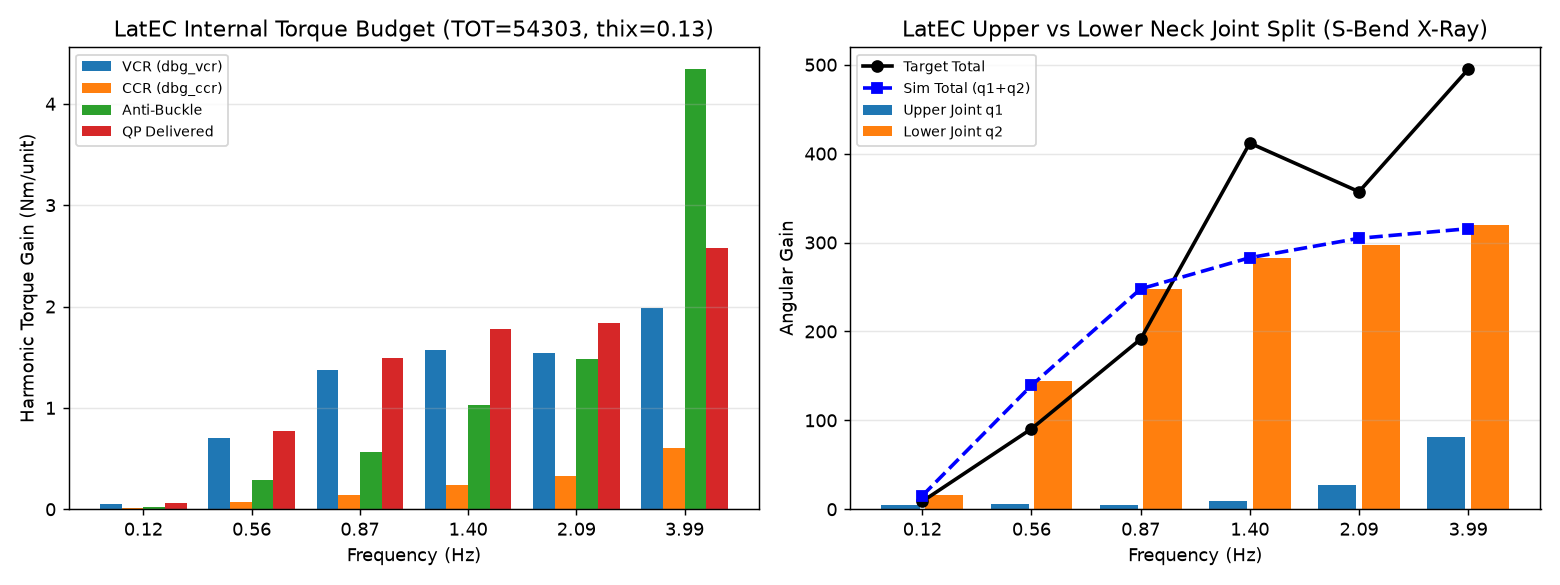 LatEC Internal Torque Budget (TOT=54303, thix=0.13)
VCR (dbg_vcr)
CCR (dbg_ccr)
Anti-Buckle
QP Delivered
Harmonic Torque Gain (Nm/unit)
4
3
2
1
0
0.12 0.56 0.87 1.40 2.09 3.99
Frequency (Hz)
LatEC Upper vs Lower Neck Joint Split (S-Bend X-Ray)
Target Total
Sim Total (q1+q2)
Upper Joint q1
Lower Joint q2
Angular Gain
500
400
300
200
100
0
0.12 0.56 0.87 1.40 2.09 3.99
Frequency (Hz)